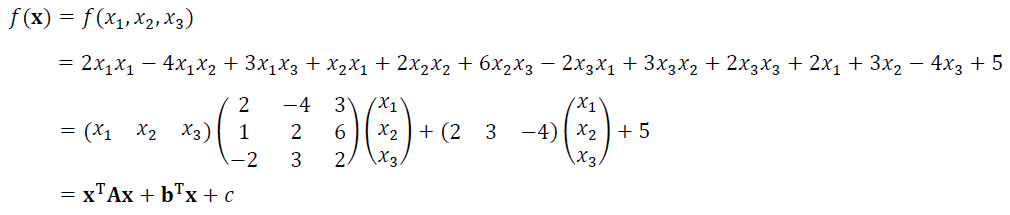 f(𝐱) = f(x₁, x₂, x₃)
= 2x₁x₁ − 4x₁x₂ + 3x₁x₃ + x₂x₁ + 2x₂x₂ + 6x₂x₃ − 2x₃x₁ + 3x₃x₂ + 2x₃x₃ + 2x₁ + 3x₂ − 4x₃ + 5
= (x₁ x₂ x₃) (2 −4 3; 1 2 6; −2 3 2) (x₁; x₂; x₃) + (2 3 −4) (x₁; x₂; x₃) + 5
= 𝐱ᵀ𝐀𝐱 + 𝐛ᵀ𝐱 + c